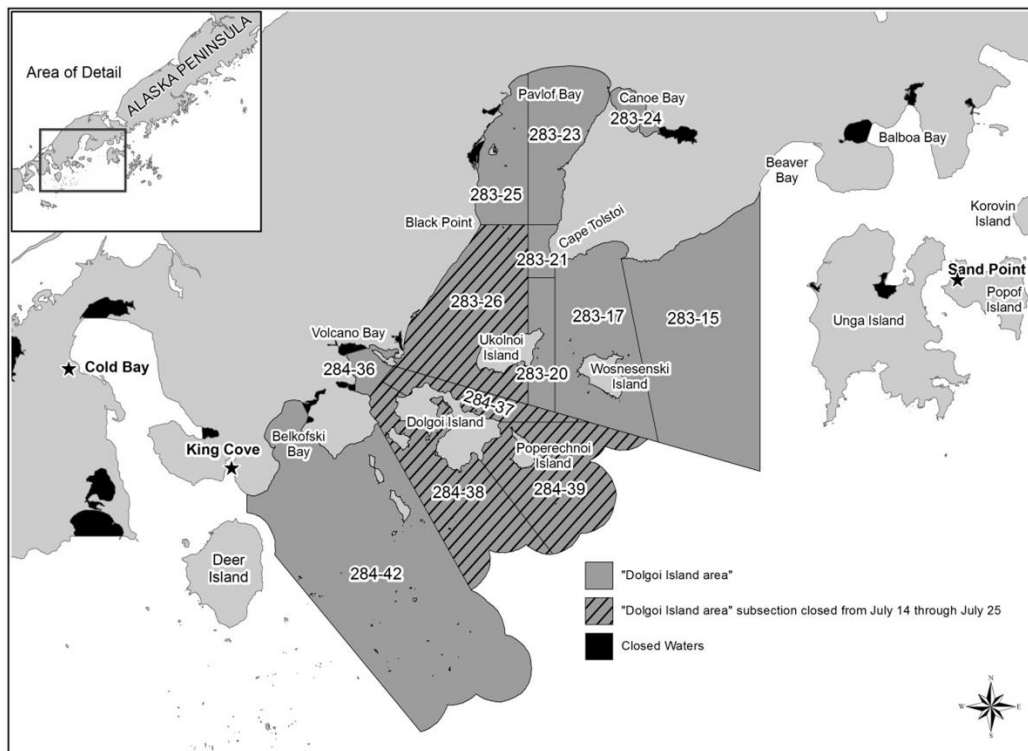 Area of Detail
ALASKA PENINSULA
Pavlof Bay
Canoe Bay
283-24
283-23
Balboa Bay
Beaver
Bay
283-25
Korovin
Island
Black Point
Cape Tolstoi
283-21
Sand Point
Popof
Island
283-26
283-17
283-15
Unga Island
Volcano Bay
Ukolnoi
Island
284-36
Cold Bay
283-20
Wosnesenski
Island
284-37
Dolgoi Island
Belkofski
Bay
King Cove
Poperechnoi
Island
284-38
284-39
Deer
Island
284-42
"Dolgoi Island area"
"Dolgoi Island area" subsection closed from July 14 through July 25
Closed Waters
N
W E
S